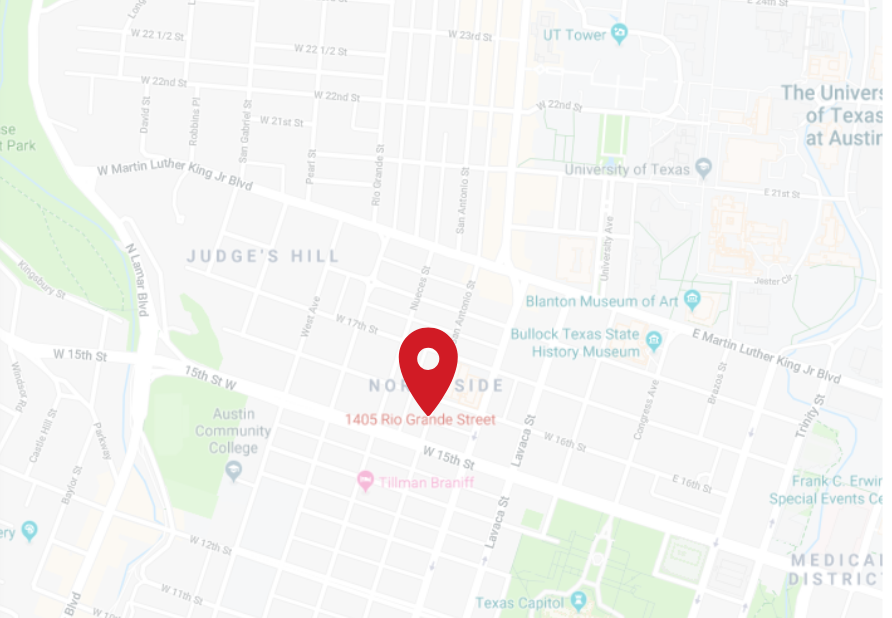 E 24th St
Long
W 22 1/2 St
W 23rd St
UT Tower
W 22 1/2 St
W 22nd St
The Univers
of Texas
at Austin
W 22nd St
W 22nd St
David St
Robbins Pl
San Gabriel St
W 21st St
se
t Park
Pearl St
Rio Grande St
San Antonio St
University of Texas
W Martin Luther King Jr Blvd
E 21st St
University Ave
JUDGE'S HILL
N Lamar Blvd
Kingsbury St
Nueces St
San Antonio St
Jester Cir
Blanton Museum of Art
West Ave
W 17th St
Bullock Texas State
History Museum
E Martin Luther King Jr Blvd
W 15th St
15th St W
Windsor Rd
NOR SIDE
Brazos St
Congress Ave
Trinity St
Austin
Community
College
1405 Rio Grande Street
Castle Hill St
Parkway
Lavaca St
W 16th St
W 15th St
Baylor St
Tillman Braniff
E 16th St
Frank C. Erwin
Special Events Ce
Lavaca St
ery
W 12th St
MEDICAL
DISTRICT
W 11th St
Texas Capitol
Blvd
W 10